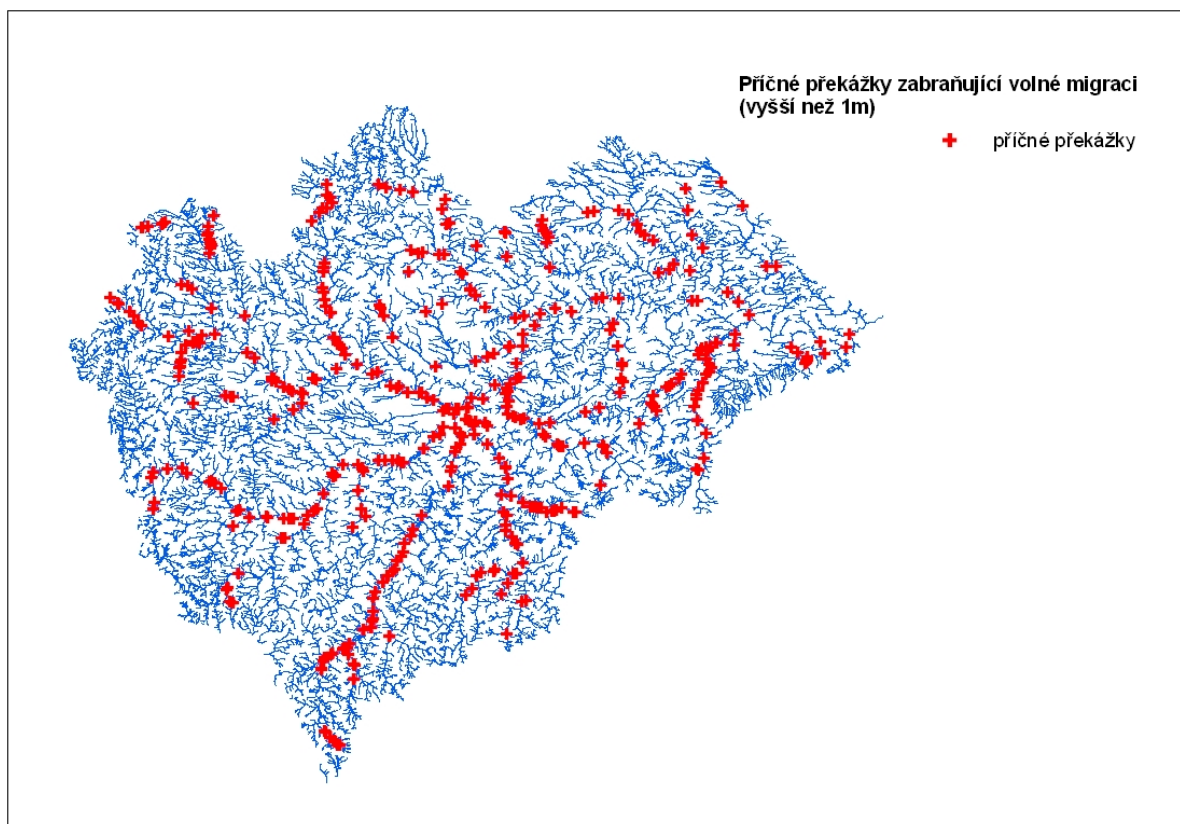 Příčné překážky zabraňující volné migraci
(vyšší než 1m)
příčné překážky